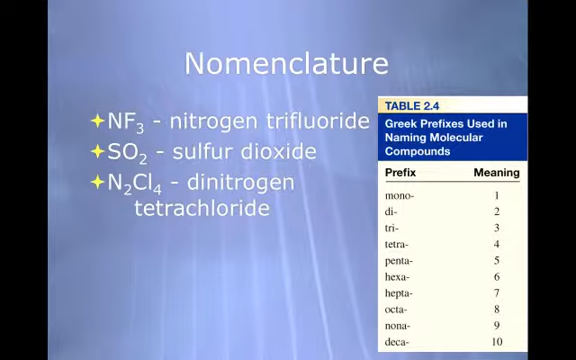 Nomenclature
NF₃ - nitrogen trifluoride
SO₂ - sulfur dioxide
N₂Cl₄ - dinitrogen
tetrachloride
TABLE 2.4
Greek Prefixes Used in
Naming Molecular
Compounds
Prefix Meaning
mono- 1
di- 2
tri- 3
tetra- 4
penta- 5
hexa- 6
hepta- 7
octa- 8
nona- 9
deca- 10